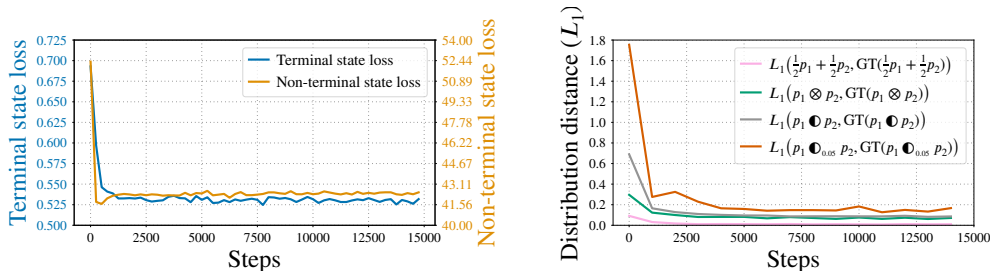 Terminal state loss
0.725
0.700
0.675
0.650
0.625
0.600
0.575
0.550
0.525
0.500
Terminal state loss
Non-terminal state loss
54.00
52.44
50.89
49.33
47.78
46.22
44.67
43.11
41.56
40.00
Non-terminal state loss
0 2500 5000 7500 10000 12500 15000
Steps
Distribution distance (L₁)
1.8
1.6
1.4
1.2
1.0
0.8
0.6
0.4
0.2
0.0
L₁(½p₁ + ½p₂, GT(½p₁ + ½p₂))
L₁(p₁ ⊗ p₂, GT(p₁ ⊗ p₂))
L₁(p₁ ◐ p₂, GT(p₁ ◐ p₂))
L₁(p₁ ◐₀.₀₅ p₂, GT(p₁ ◐₀.₀₅ p₂))
0 2500 5000 7500 10000 12500 15000
Steps